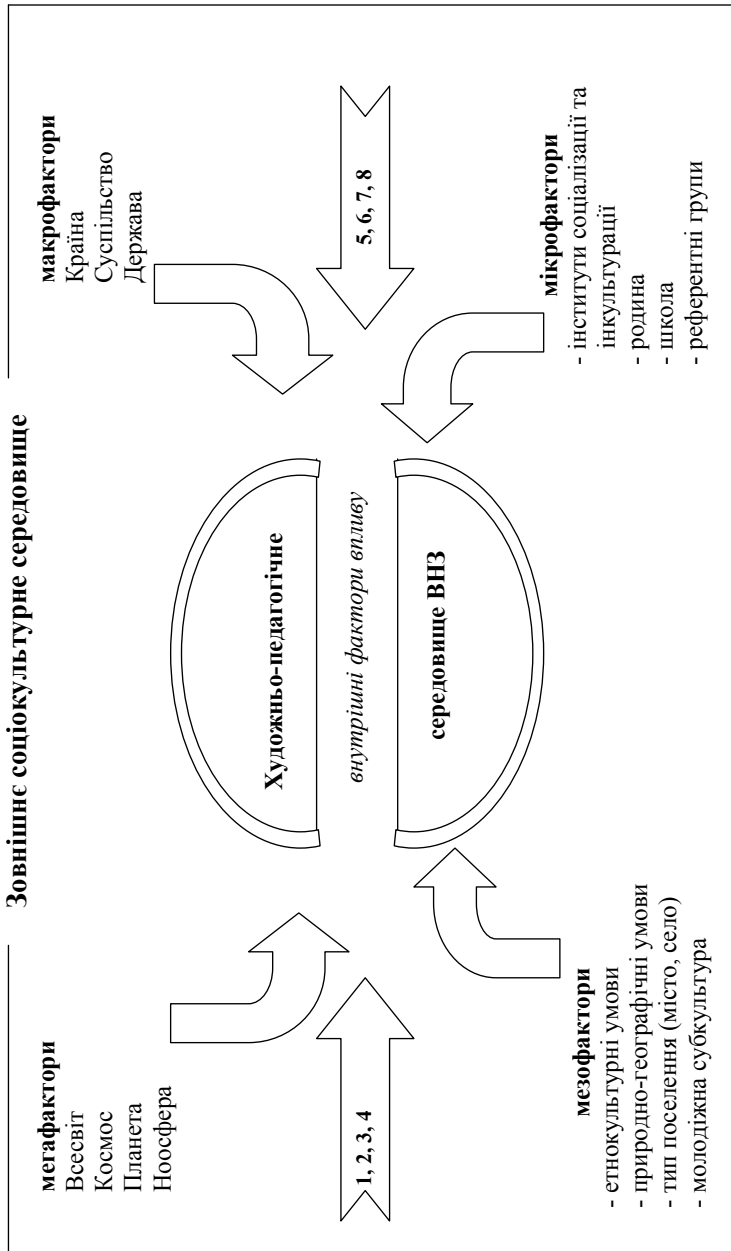 Зовнішнє соціокультурне середовище
мегафактори
Всесвіт
Космос
Планета
Ноосфера
макрофактори
Країна
Суспільство
Держава
1, 2, 3, 4
Художньо-педагогічне
внутрішні фактори впливу
середовище ВНЗ
5, 6, 7, 8
мезофактори
- етнокультурні умови
- природно-географічні умови
- тип поселення (місто, село)
- молодіжна субкультура
мікрофактори
- інститути соціалізації та
інкультурації
- родина
- школа
- референтні групи